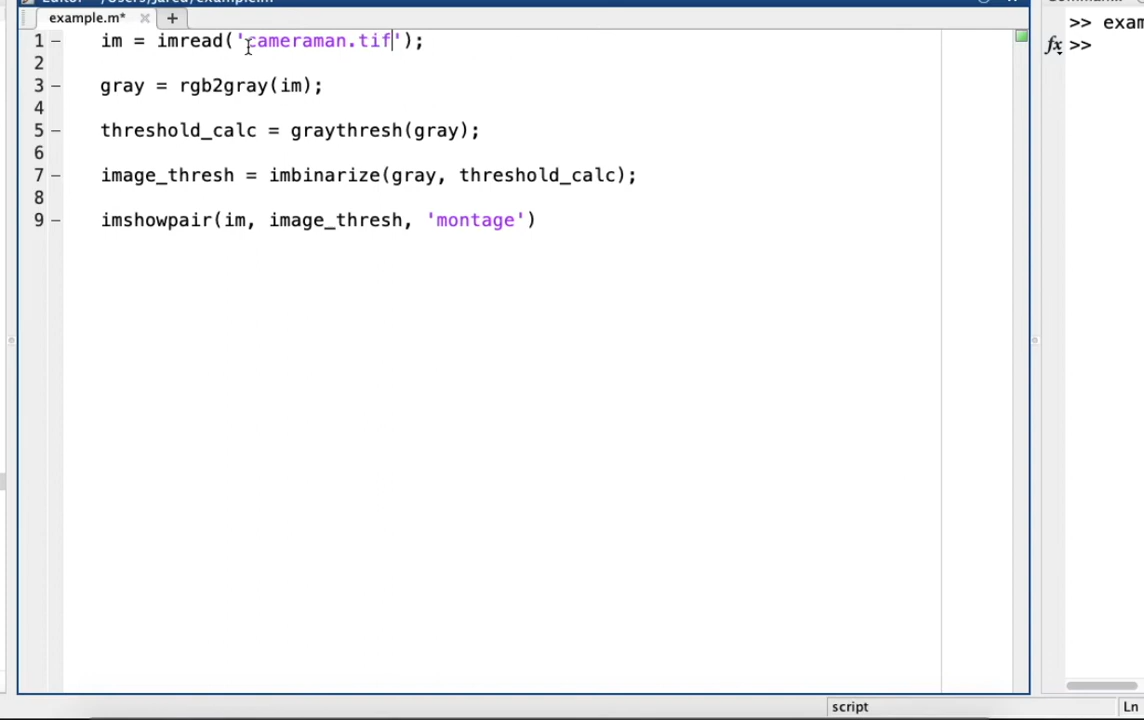 example.m* × +
1 – im = imread('cameraman.tif');
2
3 – gray = rgb2gray(im);
4
5 – threshold_calc = graythresh(gray);
6
7 – image_thresh = imbinarize(gray, threshold_calc);
8
9 – imshowpair(im, image_thresh, 'montage')
>> exam
fx >>
script
Ln